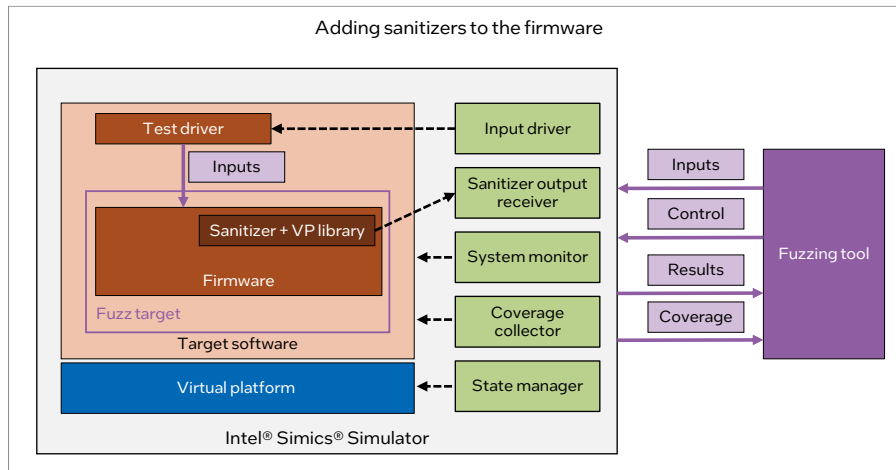 Adding sanitizers to the firmware
Test driver
Input driver
Inputs
Inputs
Sanitizer output
receiver
Sanitizer + VP library
Control
System monitor
Fuzzing tool
Firmware
Results
Fuzz target
Coverage
collector
Coverage
Target software
Virtual platform
State manager
Intel® Simics® Simulator